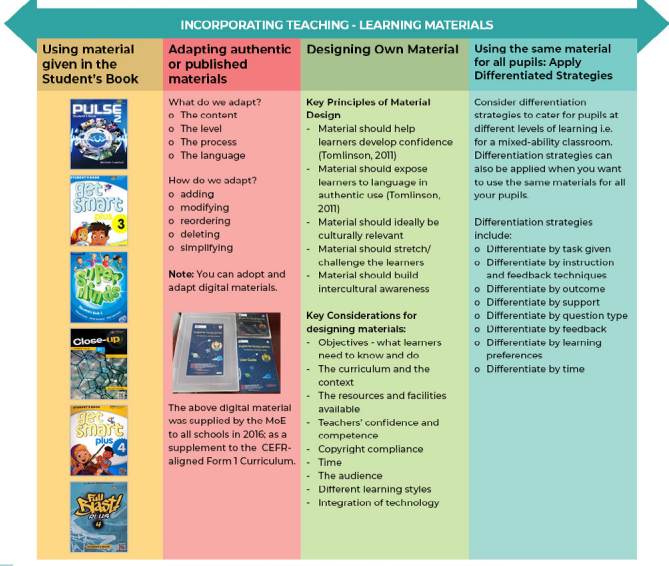 INCORPORATING TEACHING - LEARNING MATERIALS
Using material
given in the
Student's Book
PULSE
get
smart
plus 3
Super
Minds
Close-up
get
smart
plus 4
Full
Blast!
PLUS
4
Adapting authentic
or published
materials
What do we adapt?
o The content
o The level
o The process
o The language
How do we adapt?
o adding
o modifying
o reordering
o deleting
o simplifying
Note: You can adopt and
adapt digital materials.
The above digital material
was supplied by the MoE
to all schools in 2016; as a
supplement to the CEFR-
aligned Form 1 Curriculum.
Designing Own Material
Key Principles of Material
Design
- Material should help
learners develop confidence
(Tomlinson, 2011)
- Material should expose
learners to language in
authentic use (Tomlinson,
2011)
- Material should ideally be
culturally relevant
- Material should stretch/
challenge the learners
- Material should build
intercultural awareness
Key Considerations for
designing materials:
- Objectives - what learners
need to know and do
- The curriculum and the
context
- The resources and facilities
available
- Teachers' confidence and
competence
- Copyright compliance
- Time
- The audience
- Different learning styles
- Integration of technology
Using the same material
for all pupils: Apply
Differentiated Strategies
Consider differentiation
strategies to cater for pupils at
different levels of learning i.e.
for a mixed-ability classroom.
Differentiation strategies can
also be applied when you want
to use the same materials for all
your pupils.
Differentiation strategies
include:
o Differentiate by task given
o Differentiate by instruction
and feedback techniques
o Differentiate by outcome
o Differentiate by support
o Differentiate by question type
o Differentiate by feedback
o Differentiate by learning
preferences
o Differentiate by time